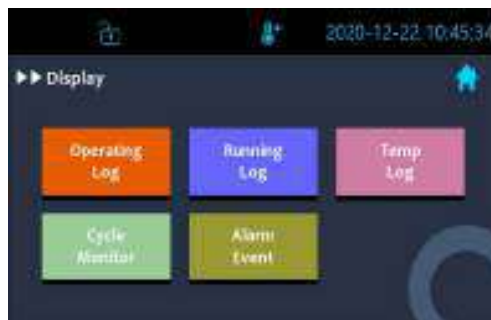 2020-12-22 10:45:34
Display
Operating
Log
Running
Log
Temp
Log
Cycle
Monitor
Alarm
Event